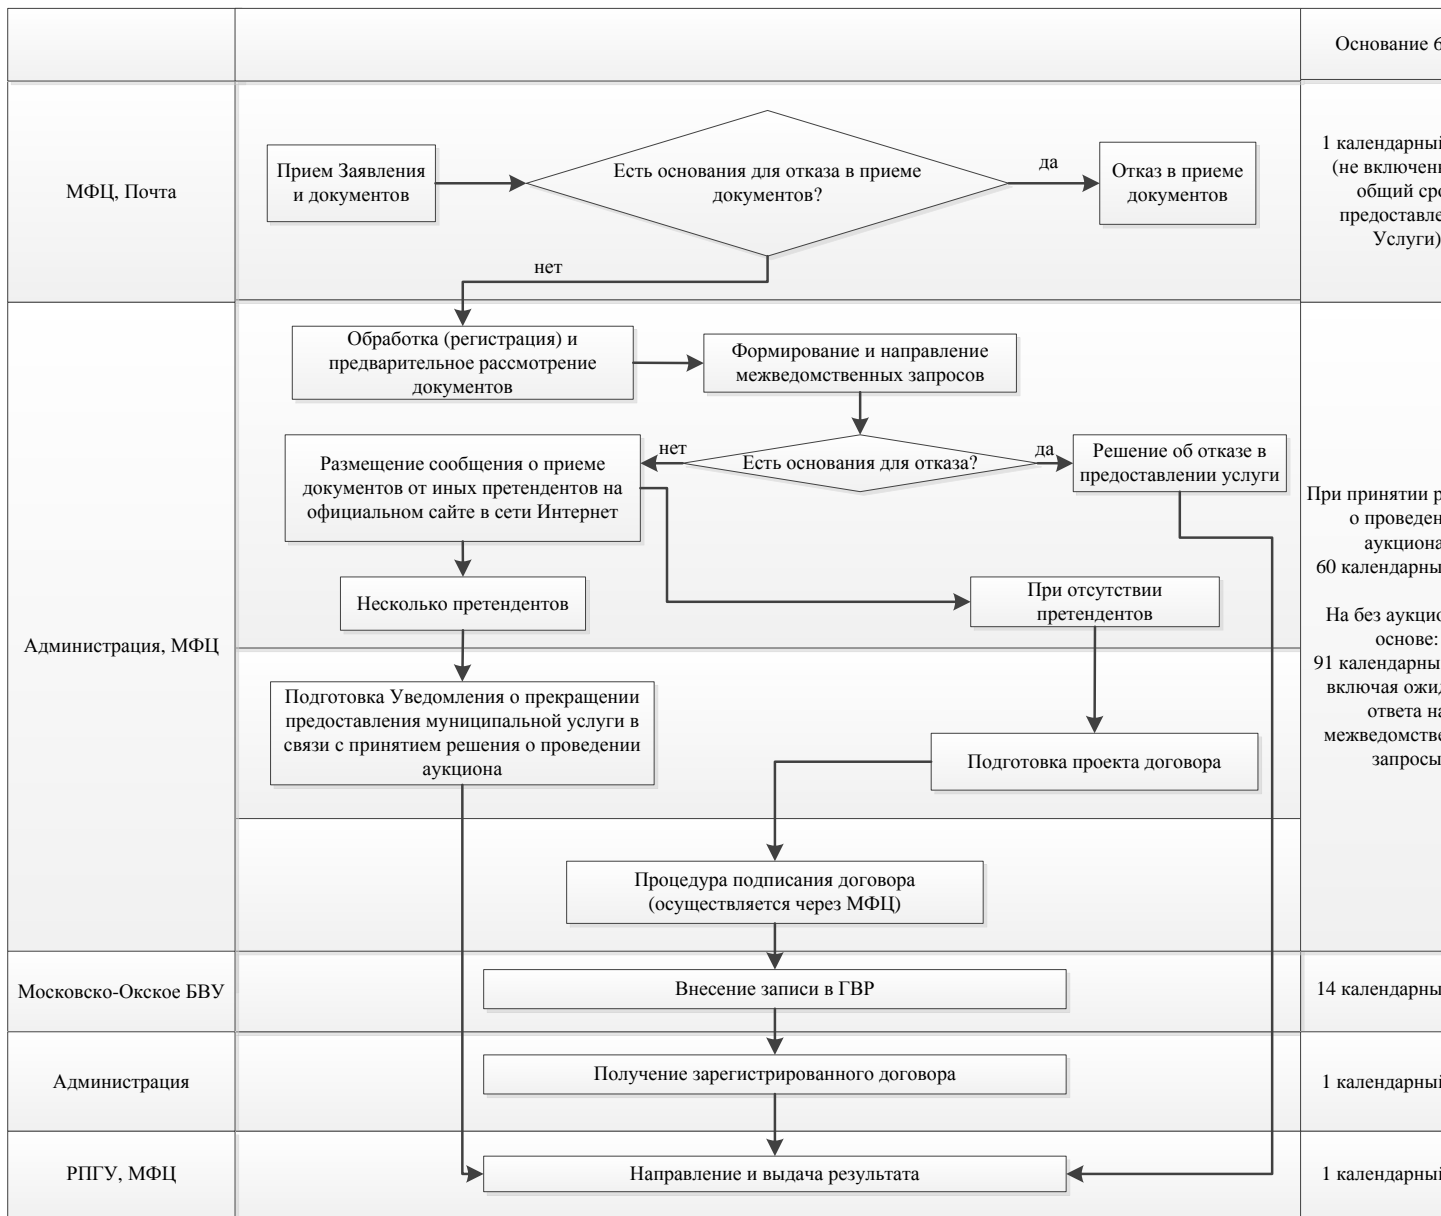 Основание 6
МФЦ, Почта
Прием Заявления
и документов
Есть основания для отказа в приеме
документов?
да
Отказ в приеме
документов
нет
1 календарный
(не включен
общий
предоставле
Услуги)
Администрация, МФЦ
Обработка (регистрация) и
предварительное рассмотрение
документов
Формирование и направление
межведомственных запросов
Размещение сообщения о приеме
документов от иных претендентов на
официальном сайте в сети Интернет
нет
Есть основания для отказа?
да
Решение об отказе в
предоставлении услуги
Несколько претендентов
При отсутствии
претендентов
Подготовка Уведомления о прекращении
предоставления муниципальной услуги в
связи с принятием решения о проведении
аукциона
Подготовка проекта договора
Процедура подписания договора
(осуществляется через МФЦ)
При принятии р
о проведен
аукциона
60 календарны
На без аукцио
основе:
91 календарны
включая ожид
ответа на
межведомстве
запросы
Московско-Окское БВУ
Внесение записи в ГВР
14 календарны
Администрация
Получение зарегистрированного договора
1 календарный
РПГУ, МФЦ
Направление и выдача результата
1 календарный